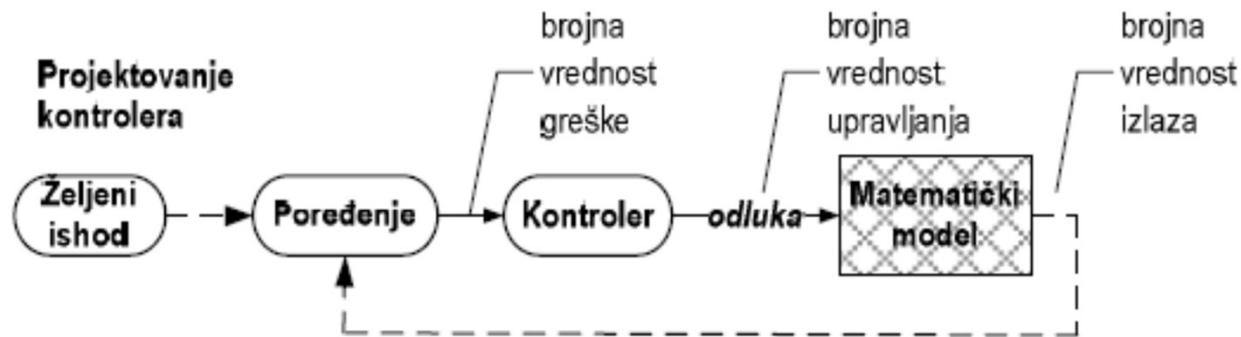 Projektovanje
kontrolera
brojna
vrednost
greške
brojna
vrednost
upravljanja
brojna
vrednost
izlaza
Željeni
ishod
Poređenje
Kontroler
odluka
Matematički
model